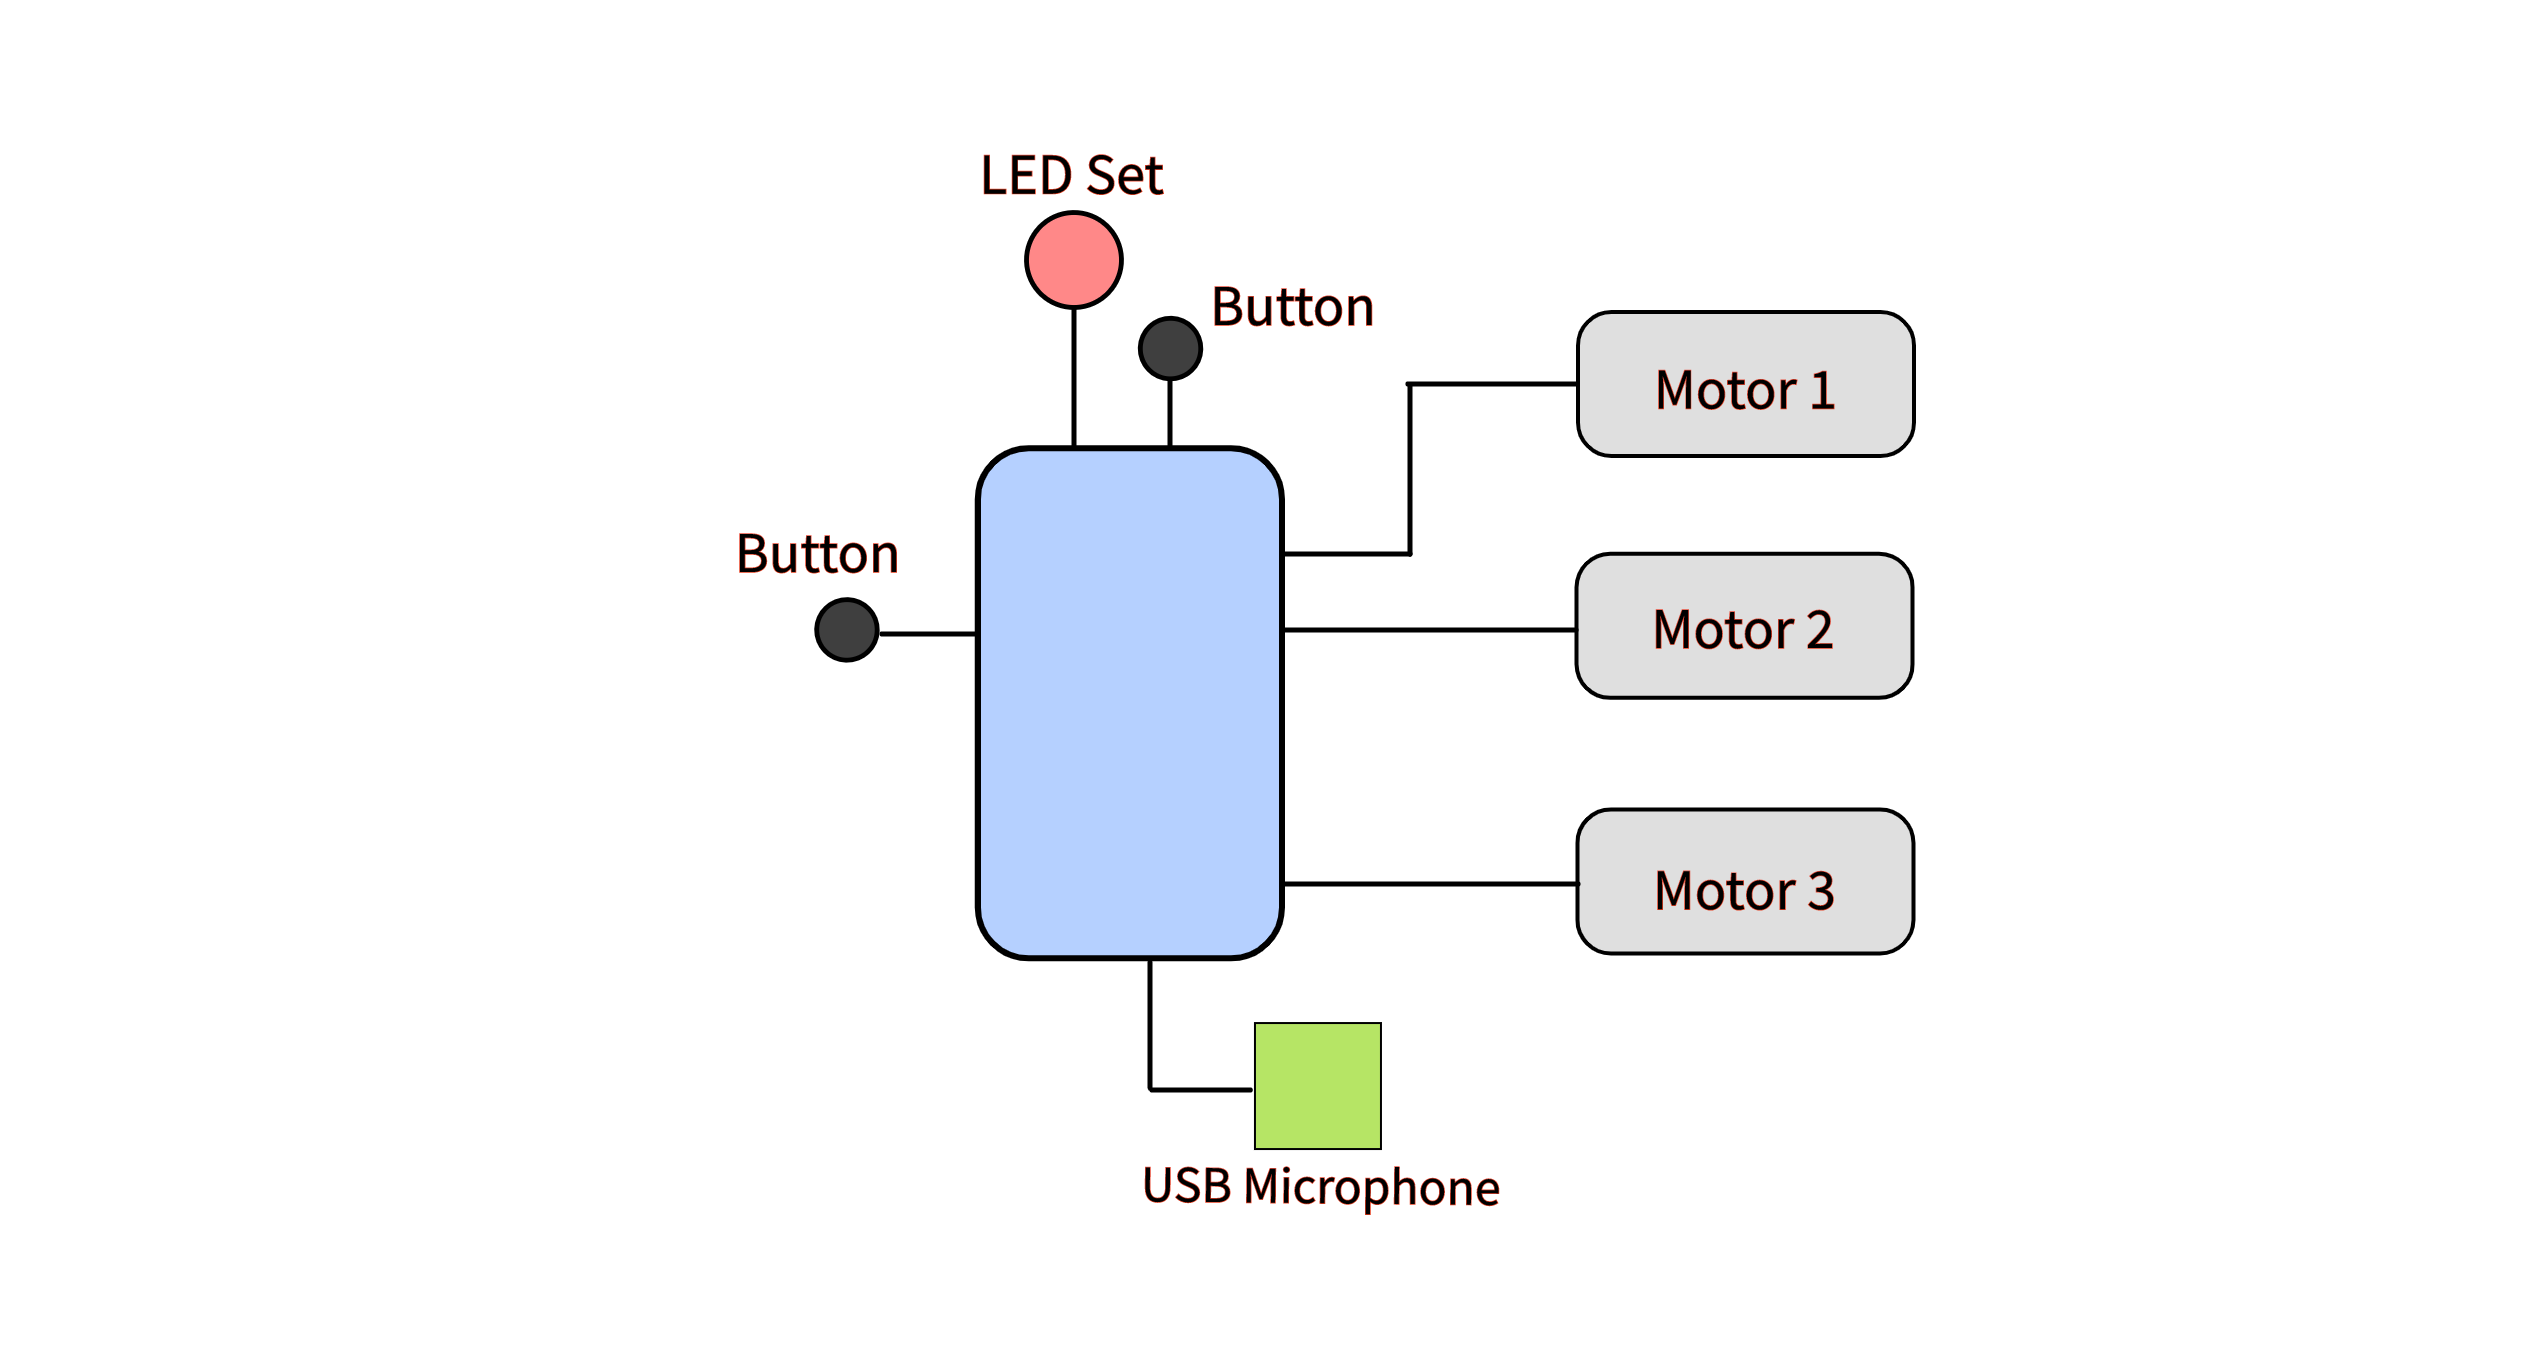 LED Set
Button
Motor 1
Button
Motor 2
Motor 3
USB Microphone